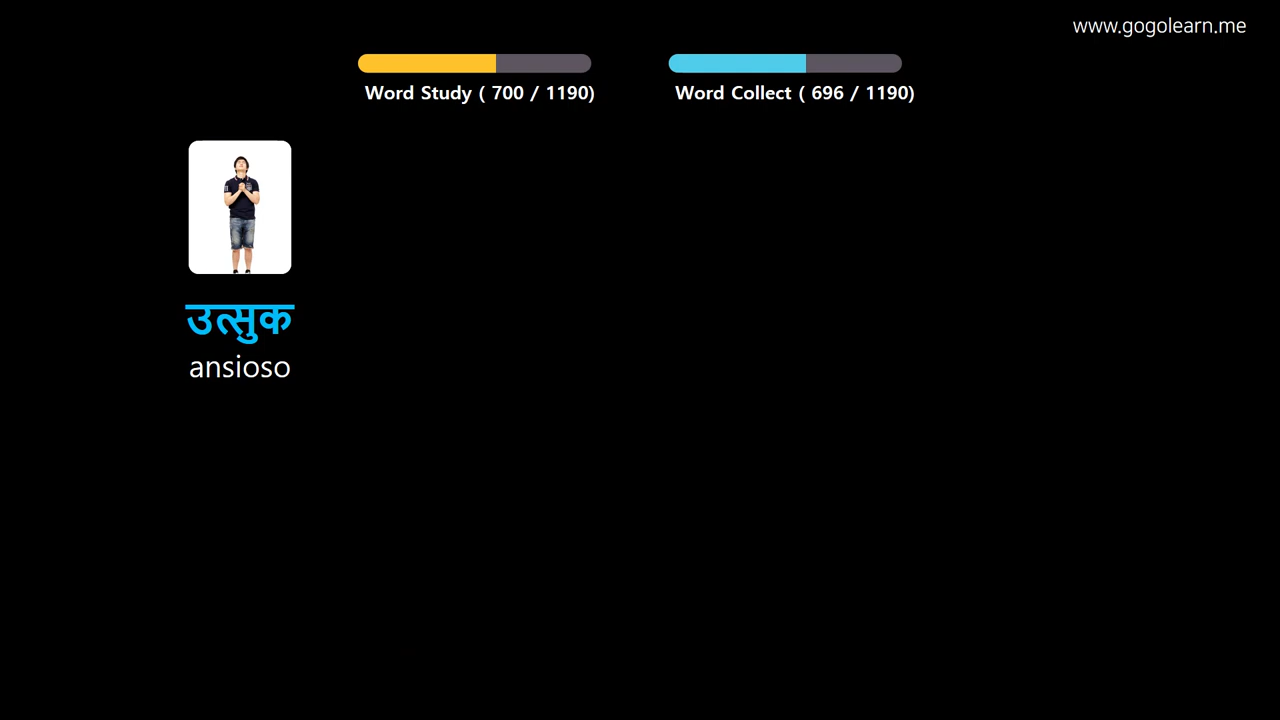 www.gogolearn.me
Word Study ( 700 / 1190)
Word Collect ( 696 / 1190)
उत्सुक
ansioso